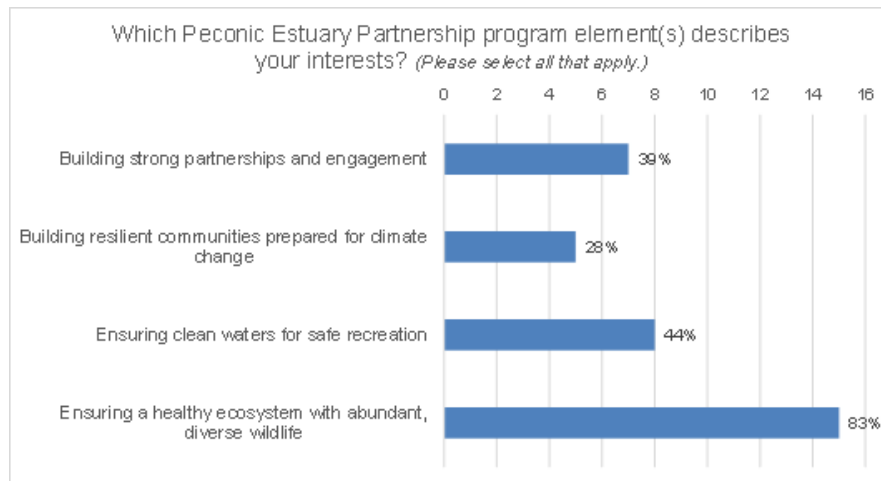 Which Peconic Estuary Partnership program element(s) describes
your interests? (Please select all that apply.)
0 2 4 6 8 10 12 14 16
Building strong partnerships and engagement
39%
Building resilient communities prepared for climate
change
28%
Ensuring clean waters for safe recreation
44%
Ensuring a healthy ecosystem with abundant,
diverse wildlife
83%